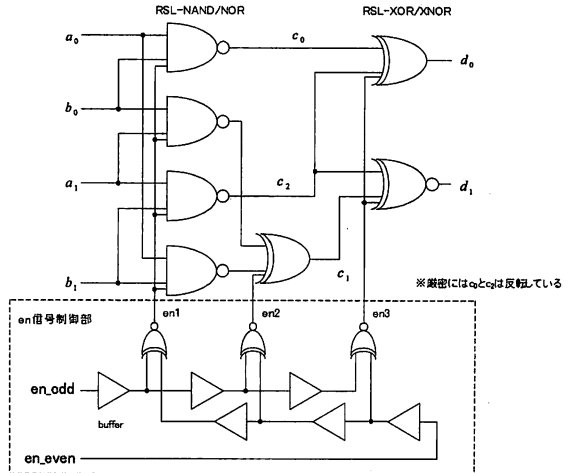 RSL-NAND/NOR
RSL-XOR/XNOR
a₀
c₀
d₀
b₀
a₁
c₂
d₁
b₁
c₁
※厳密にはc₀とc₂は反転している
en信号制御部
en1
en2
en3
en_odd
buffer
en_even